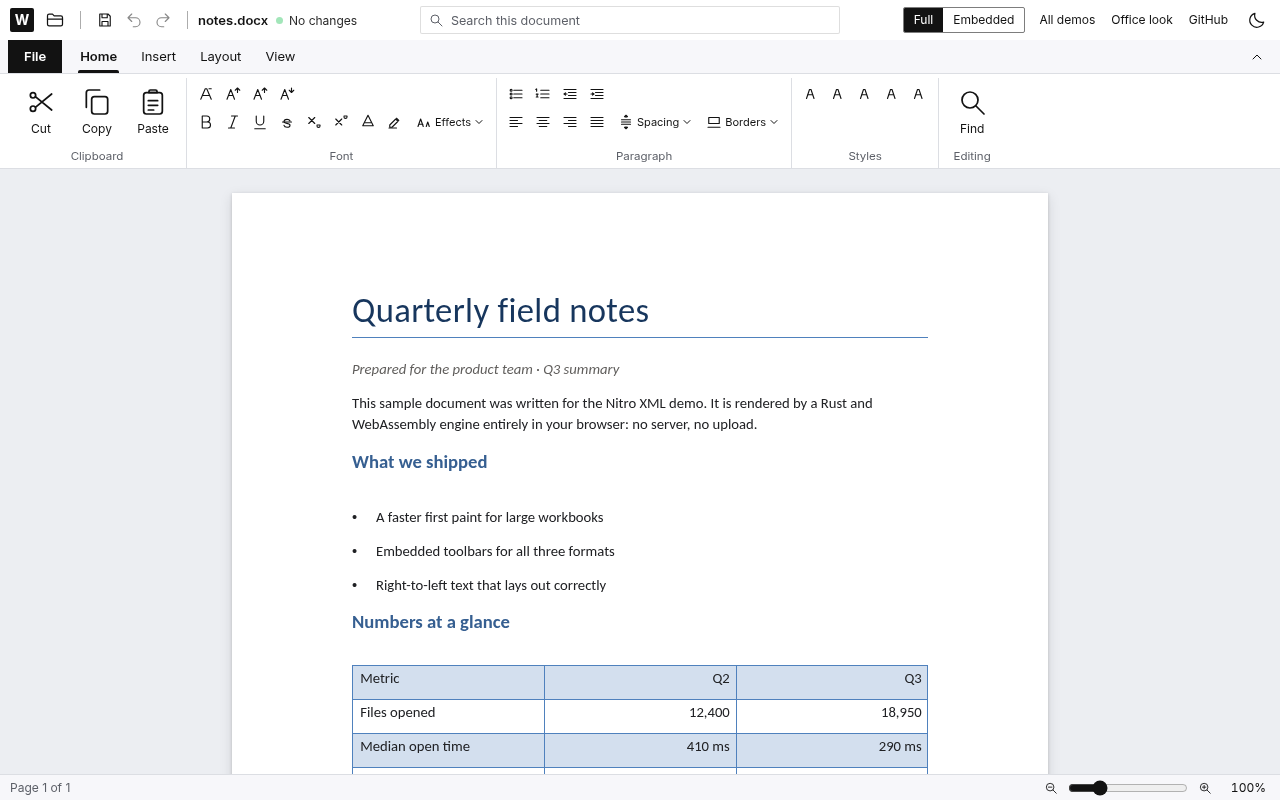 W notes.docx No changes Search this document Full Embedded All demos Office look GitHub
File Home Insert Layout View
Cut Copy Paste Effects Spacing Borders Find
Clipboard Font Paragraph Styles Editing
Quarterly field notes
Prepared for the product team · Q3 summary
This sample document was written for the Nitro XML demo. It is rendered by a Rust and
WebAssembly engine entirely in your browser: no server, no upload.
What we shipped
• A faster first paint for large workbooks
• Embedded toolbars for all three formats
• Right-to-left text that lays out correctly
Numbers at a glance
Metric Q2 Q3
Files opened 12,400 18,950
Median open time 410 ms 290 ms
Page 1 of 1 100%